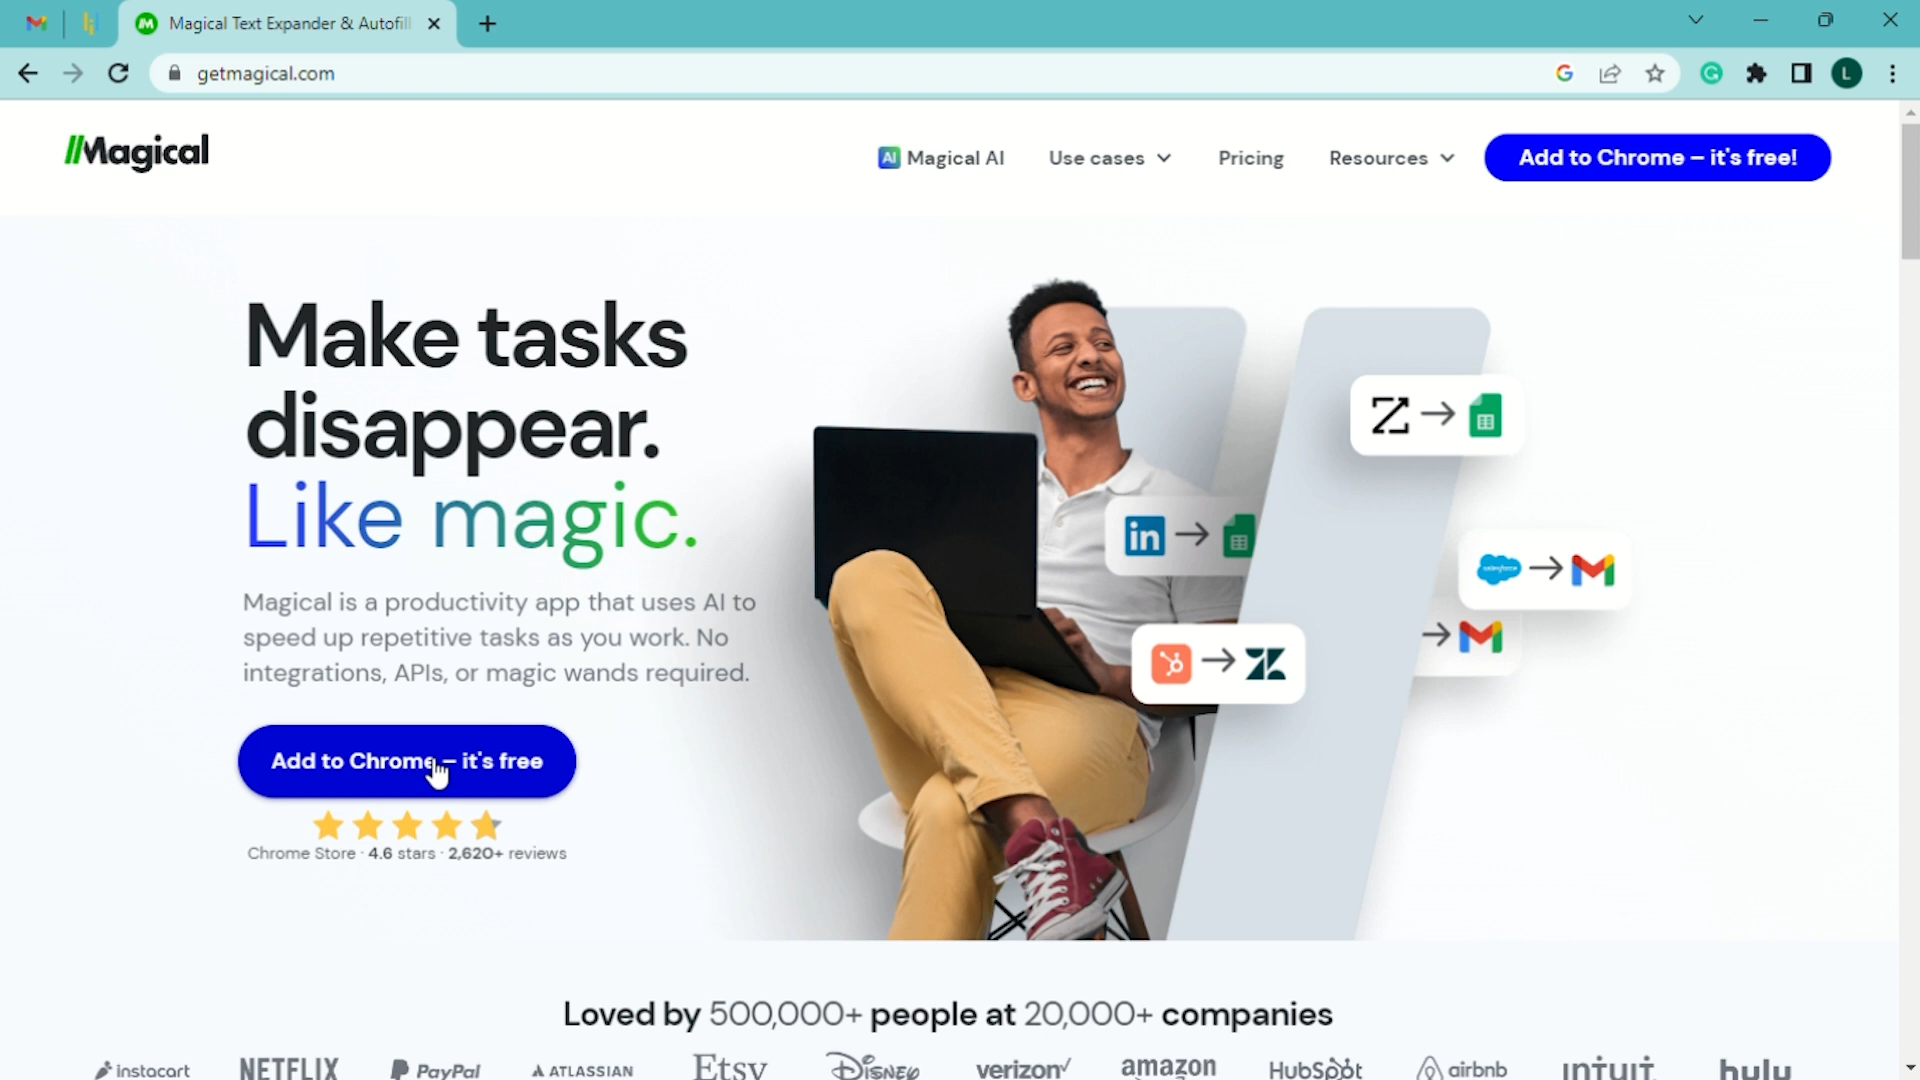 Magical Text Expander & Autofill
getmagical.com
L
Magical
AI Magical AI
Use cases
Pricing
Resources
Add to Chrome – it's free!
Make tasks
disappear.
Like magic.
Magical is a productivity app that uses AI to
speed up repetitive tasks as you work. No
integrations, APIs, or magic wands required.
Add to Chrome – it's free
Chrome Store · 4.6 stars · 2,620+ reviews
in
salesforce
Loved by 500,000+ people at 20,000+ companies
instacart
NETFLIX
PayPal
ATLASSIAN
Etsy
Disney
verizon
amazon
HubSpot
airbnb
intuit
hulu